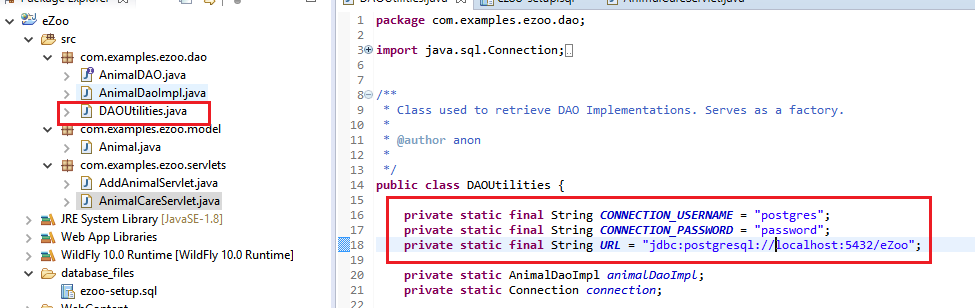 Package Explorer
eZoo
src
com.examples.ezoo.dao
AnimalDAO.java
AnimalDaoImpl.java
DAOUtilities.java
com.examples.ezoo.model
Animal.java
com.examples.ezoo.servlets
AddAnimalServlet.java
AnimalCareServlet.java
JRE System Library [JavaSE-1.8]
Web App Libraries
WildFly 10.0 Runtime [WildFly 10.0 Runtime]
database_files
ezoo-setup.sql
WebContent
DAOUtilities.java
ezoo-setup.sql
AnimalCareServlet.java
1 package com.examples.ezoo.dao;
2
3 import java.sql.Connection;
6
7
8 /**
9 * Class used to retrieve DAO Implementations. Serves as a factory.
10 *
11 * @author anon
12 *
13 */
14 public class DAOUtilities {
15
16 private static final String CONNECTION_USERNAME = "postgres";
17 private static final String CONNECTION_PASSWORD = "password";
18 private static final String URL = "jdbc:postgresql://localhost:5432/eZoo";
19
20 private static AnimalDaoImpl animalDaoImpl;
21 private static Connection connection;
22